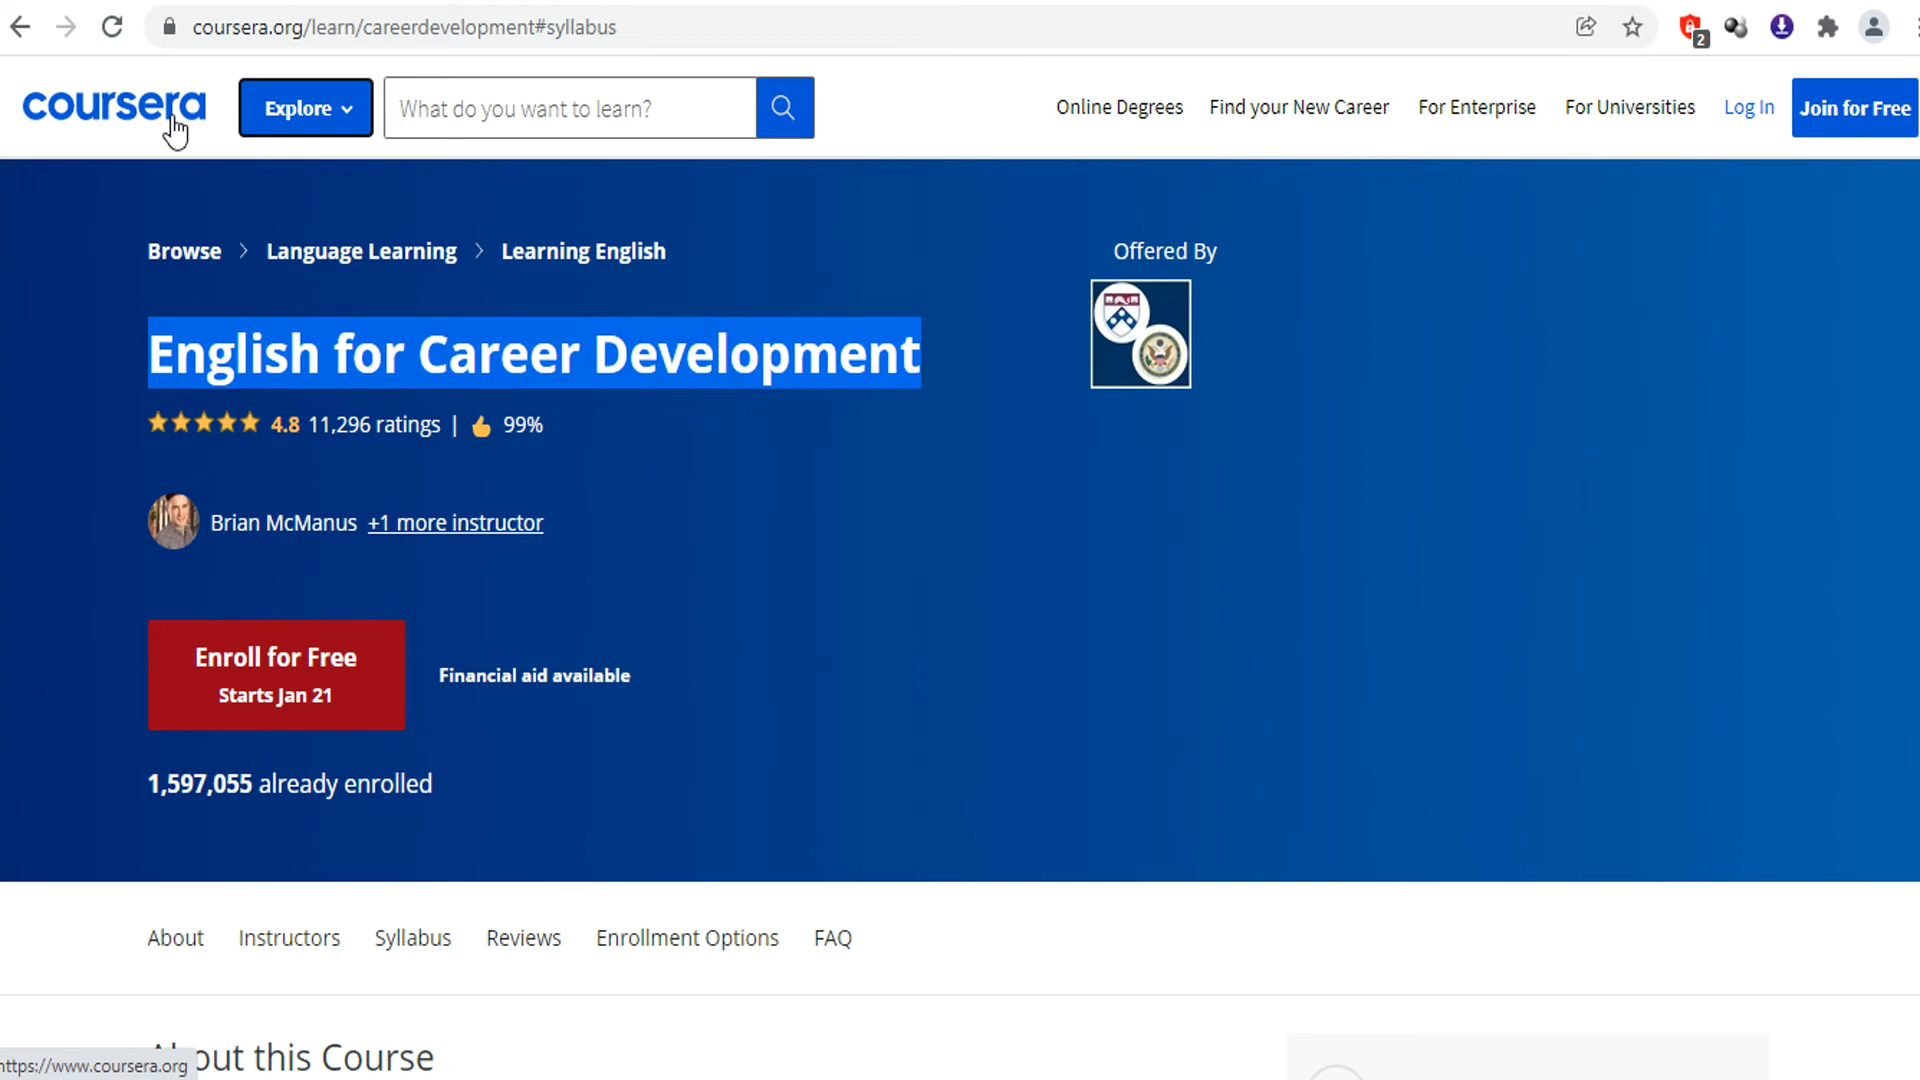 coursera.org/learn/careerdevelopment#syllabus
2
coursera
Explore
What do you want to learn?
Online Degrees
Find your New Career
For Enterprise
For Universities
Log In
Join for Free
Browse > Language Learning > Learning English
Offered By
English for Career Development
4.8 11,296 ratings | 99%
Brian McManus +1 more instructor
Enroll for Free
Starts Jan 21
Financial aid available
1,597,055 already enrolled
About Instructors Syllabus Reviews Enrollment Options FAQ
About this Course
https://www.coursera.org